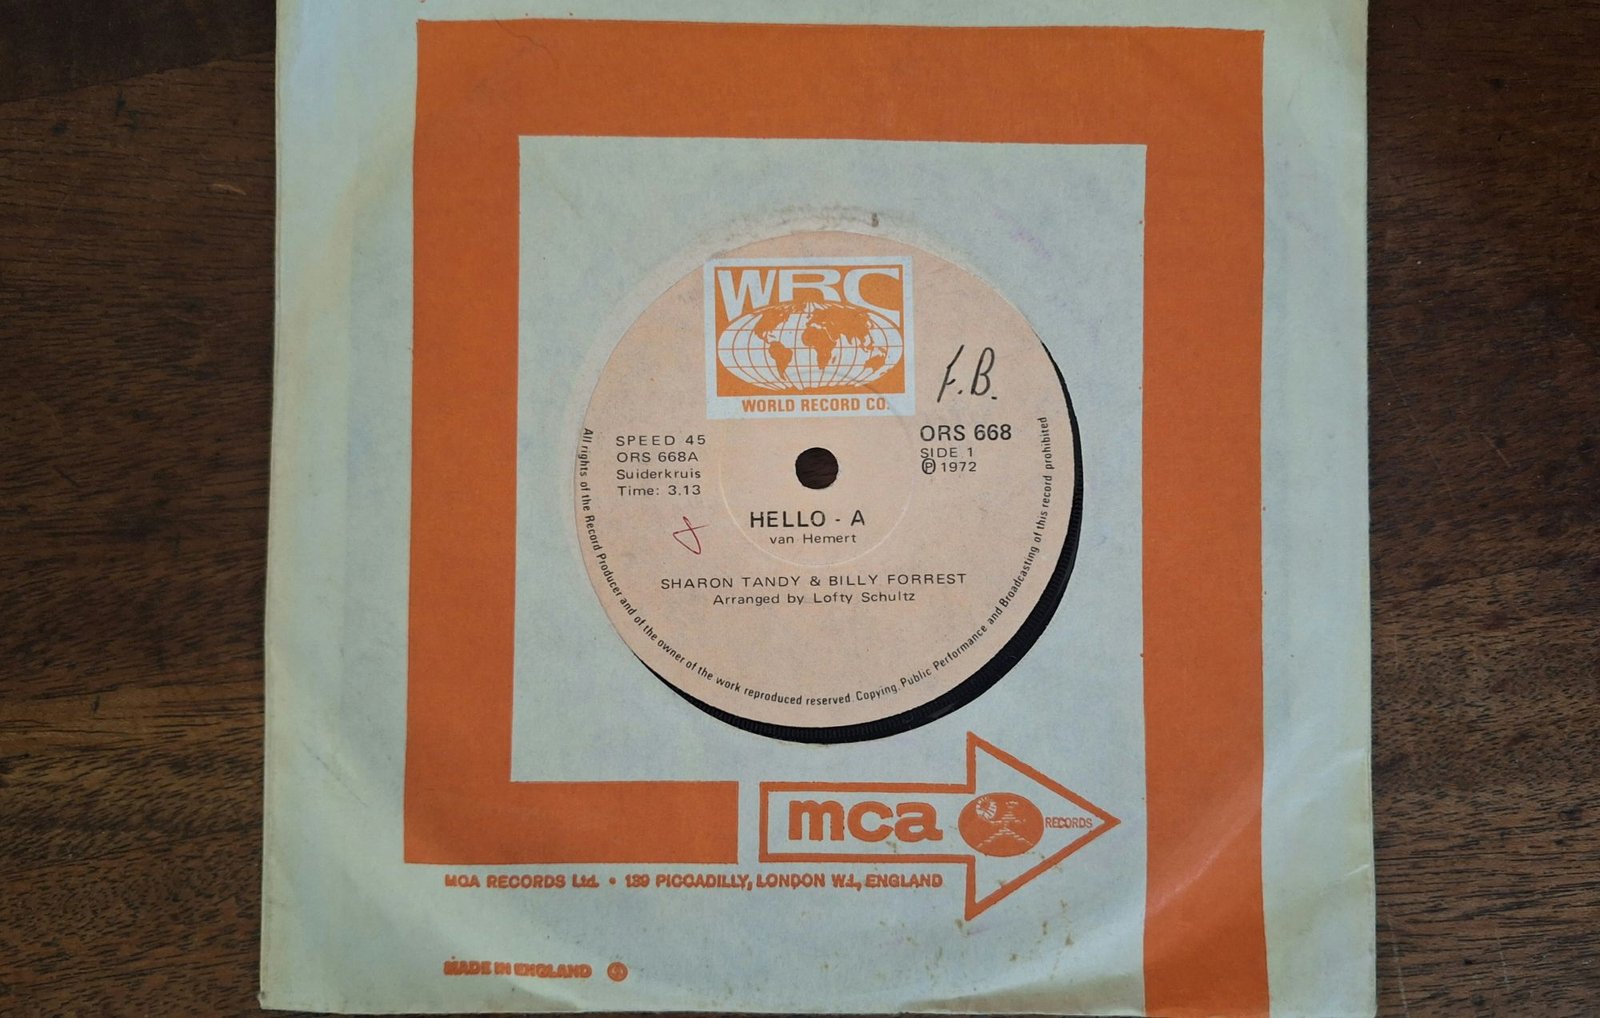 WRC
WORLD RECORD CO.
F.B.
SPEED 45
ORS 668A
Suiderkruis
Time: 3.13
ORS 668
SIDE 1
Ⓟ 1972
HELLO - A
van Hemert
SHARON TANDY & BILLY FORREST
Arranged by Lofty Schultz
All rights of the Record Producer and of the owner of the work reproduced reserved. Copying, Public Performance and Broadcasting of this record prohibited
mca
RECORDS
MCA RECORDS Ltd. • 139 PICCADILLY, LONDON W.1., ENGLAND
MADE IN ENGLAND